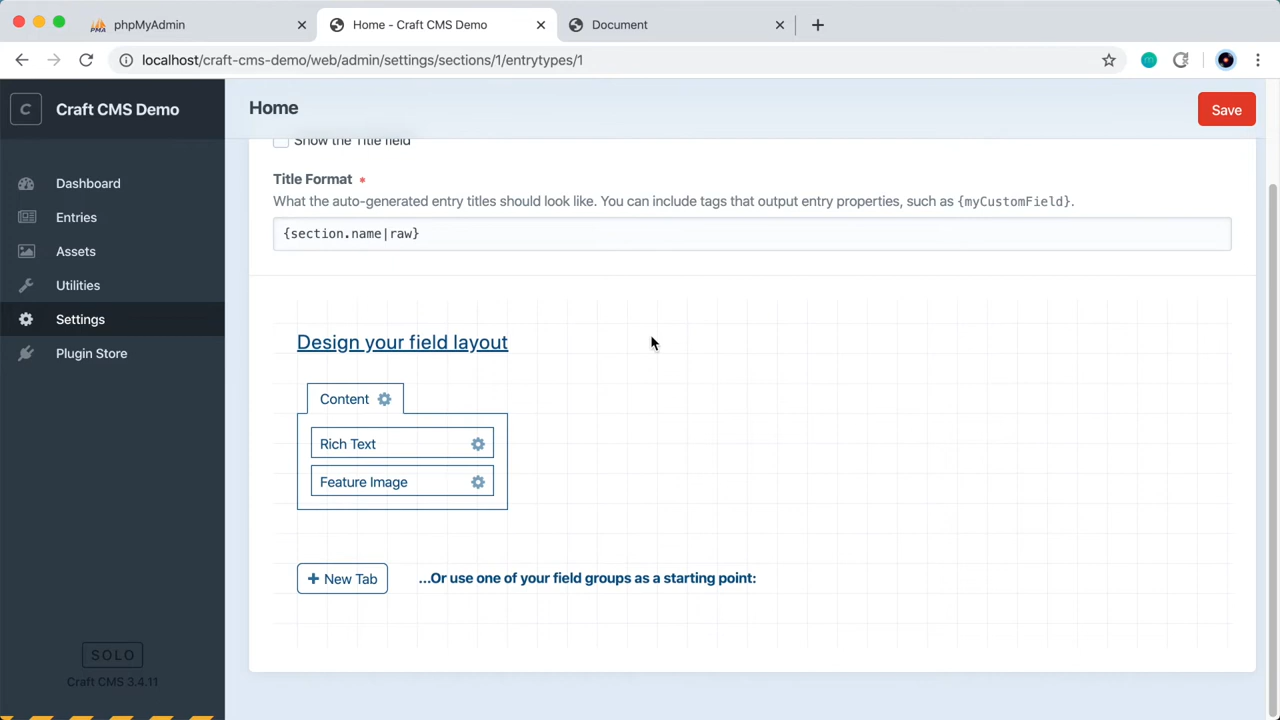 phpMyAdmin
Home - Craft CMS Demo
Document
localhost/craft-cms-demo/web/admin/settings/sections/1/entrytypes/1
C
Craft CMS Demo
Home
Save
Show the Title field
Dashboard
Entries
Assets
Utilities
Settings
Plugin Store
Title Format *
What the auto-generated entry titles should look like. You can include tags that output entry properties, such as {myCustomField}.
{section.name|raw}
Design your field layout
Content
Rich Text
Feature Image
+ New Tab
...Or use one of your field groups as a starting point:
SOLO
Craft CMS 3.4.11